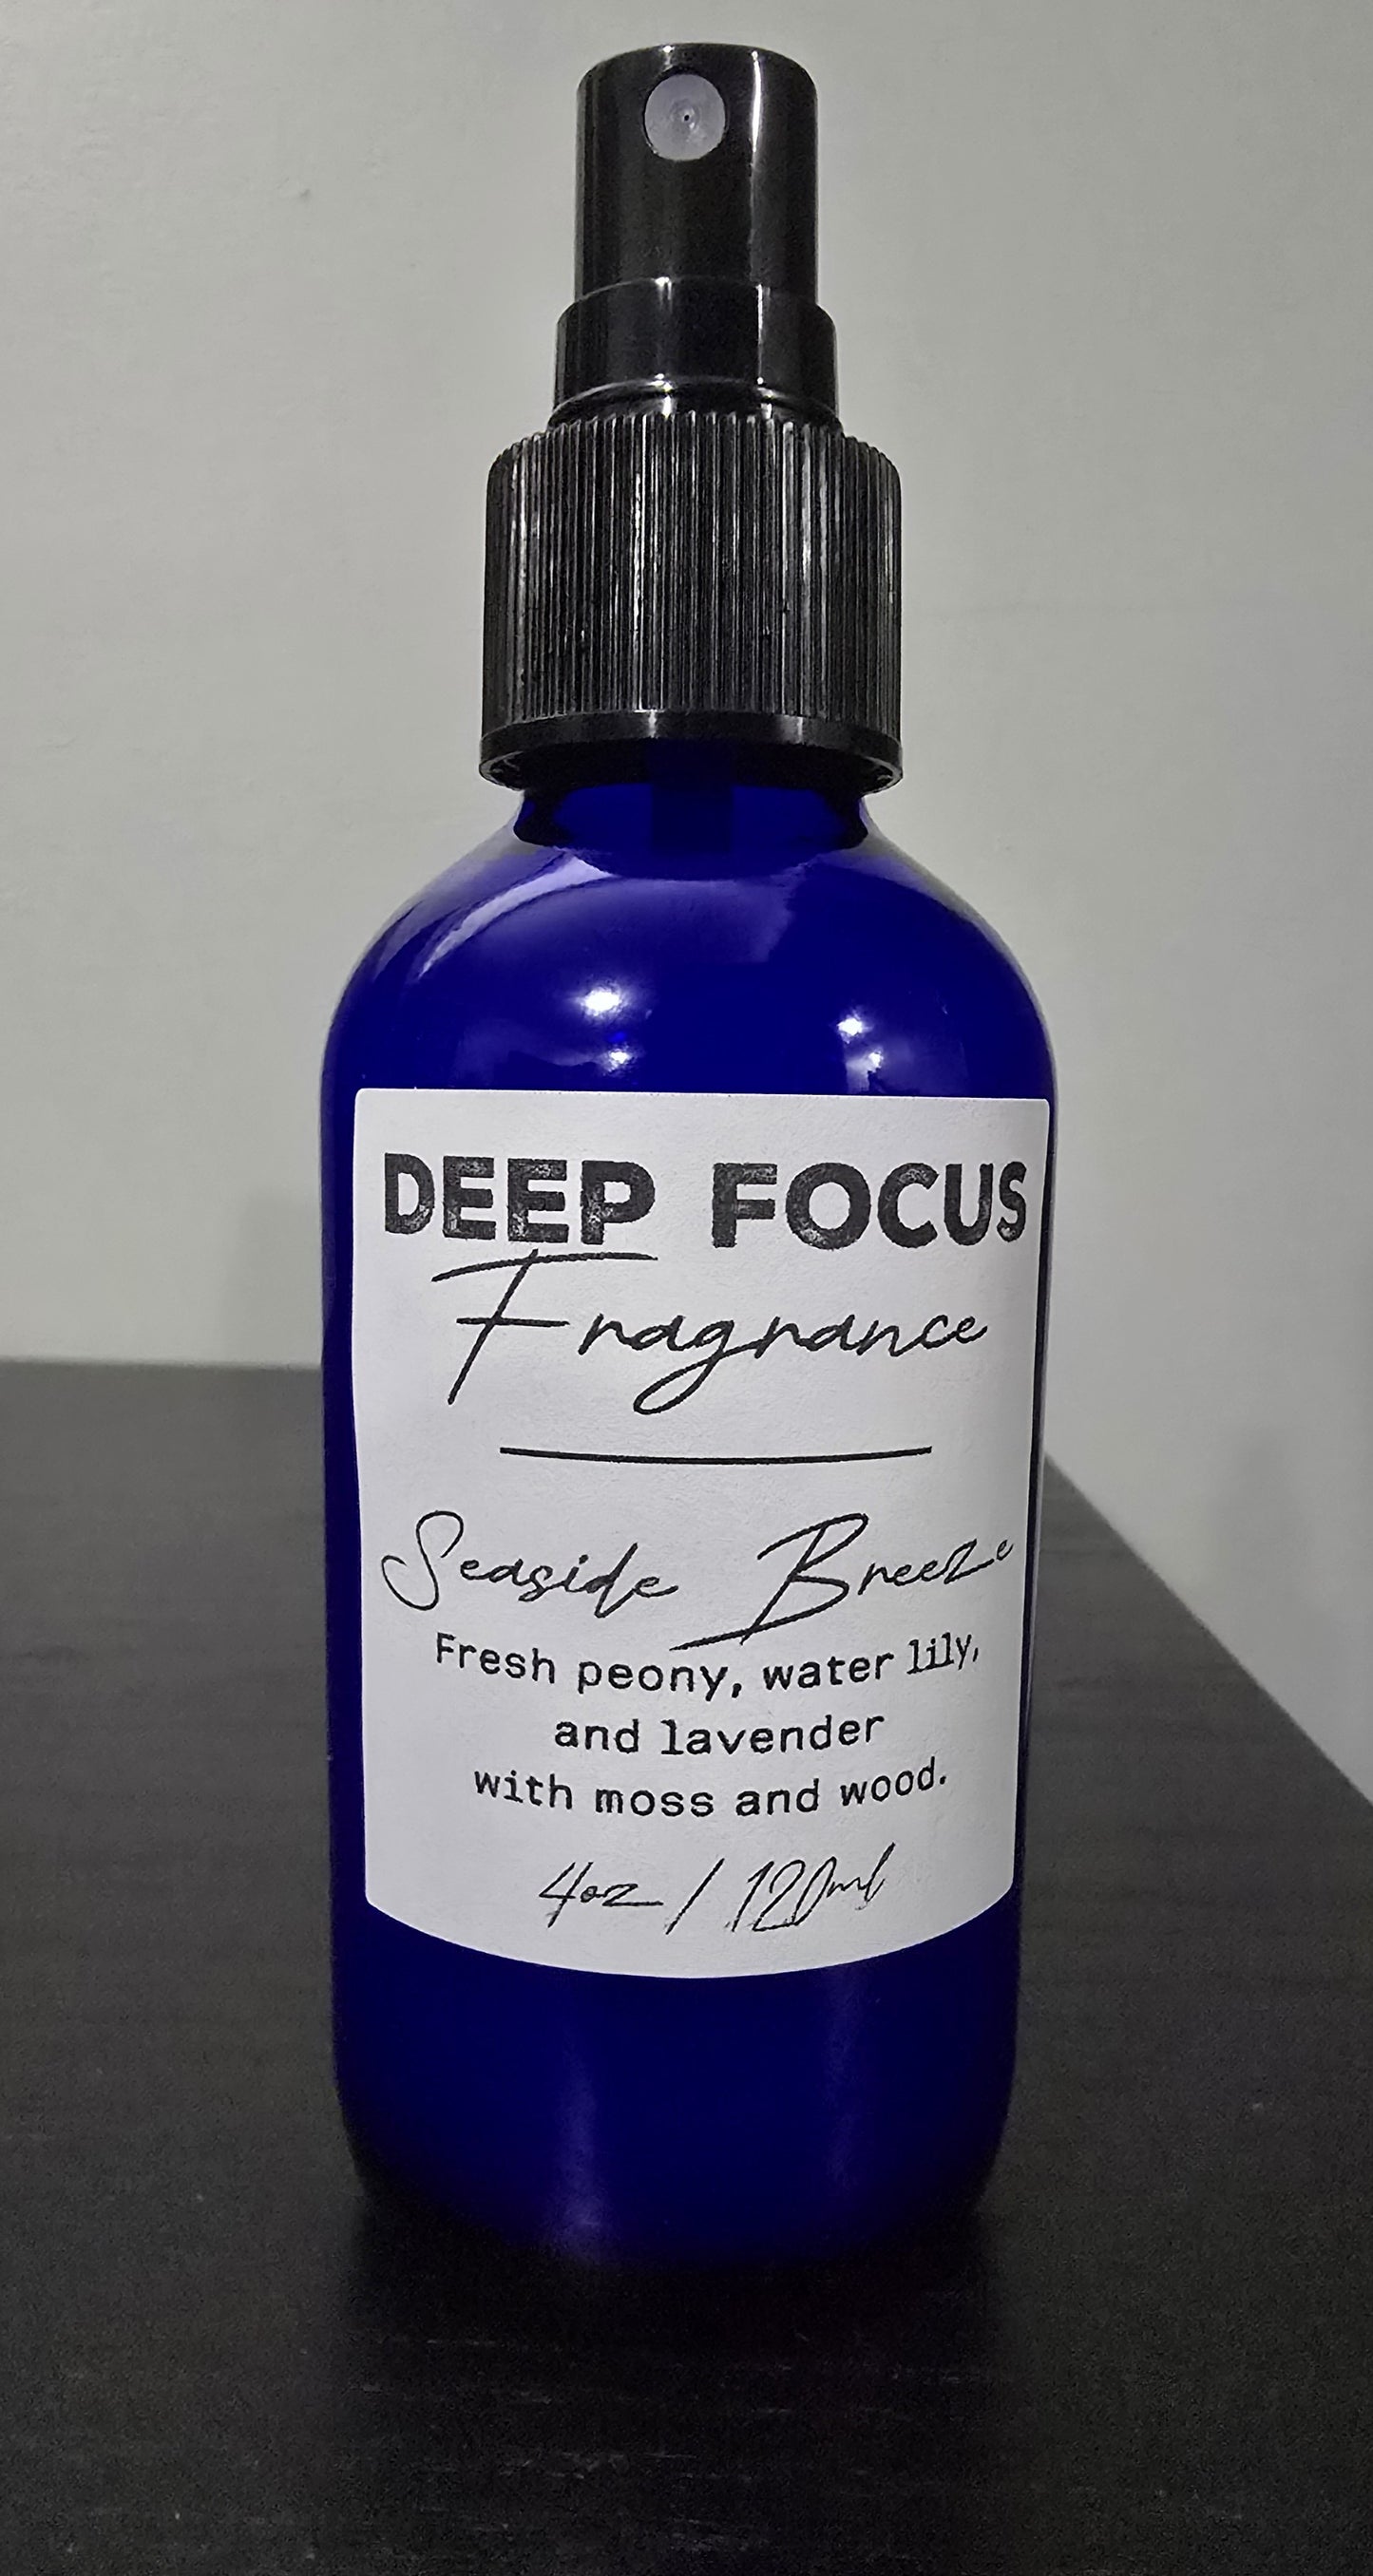 DEEP FOCUS
Fragrance
Seaside Breeze
Fresh peony, water lily,
and lavender
with moss and wood.
4oz / 120ml